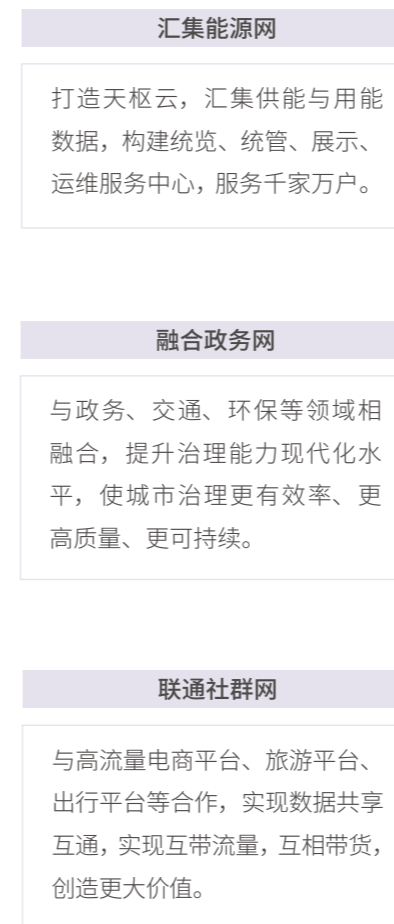 汇集能源网
打造天枢云，汇集供能与用能
数据，构建统览、统管、展示、
运维服务中心，服务千家万户。
融合政务网
与政务、交通、环保等领域相
融合，提升治理能力现代化水
平，使城市治理更有效率、更
高质量、更可持续。
联通社群网
与高流量电商平台、旅游平台、
出行平台等合作，实现数据共享
互通，实现互带流量，互相带货，
创造更大价值。